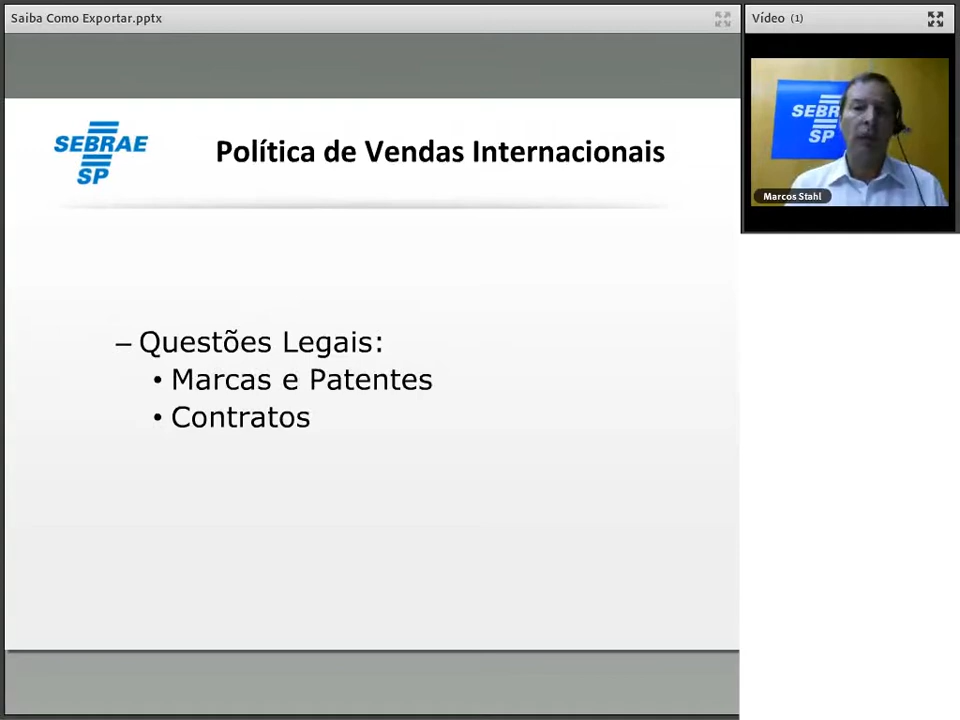 Saiba Como Exportar.pptx
Vídeo (1)
SEBRAE
SP
Política de Vendas Internacionais
SEBR
SP
Marcos Stahl
– Questões Legais:
• Marcas e Patentes
• Contratos